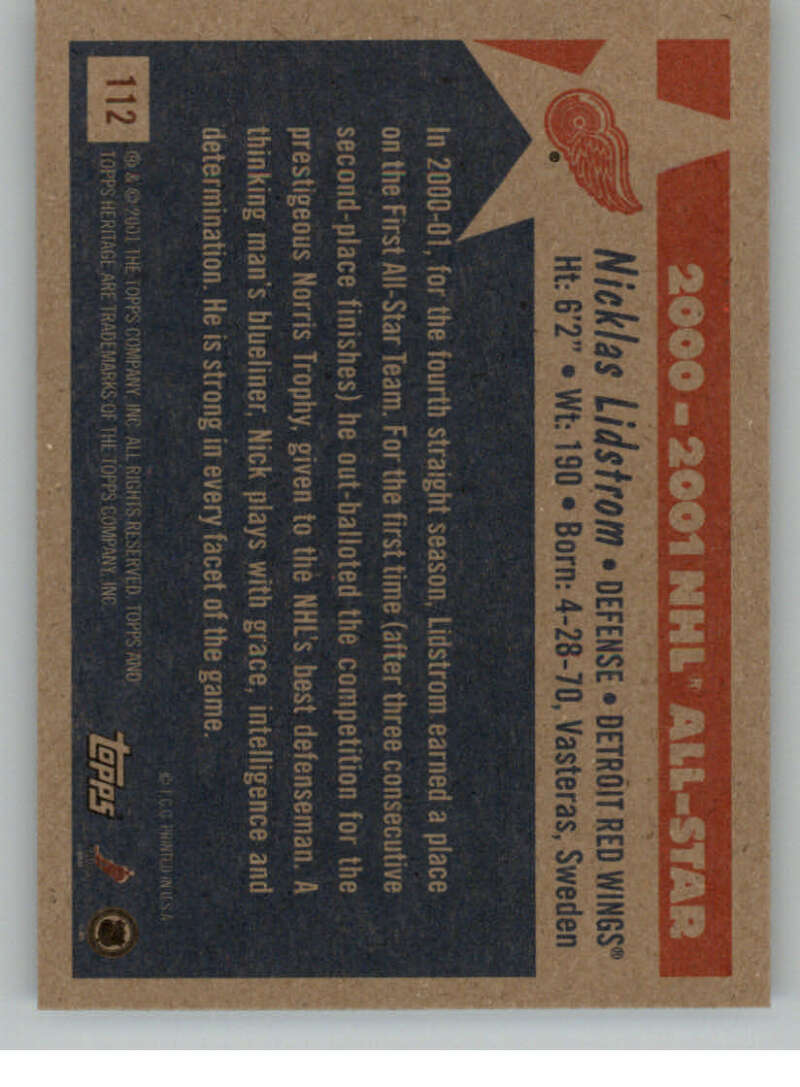 2000-2001 NHL™ ALL-STAR
Nicklas Lidstrom • DEFENSE • DETROIT RED WINGS®
Ht: 6'2" • Wt: 190 • Born: 4-28-70, Vasteras, Sweden
In 2000-01, for the fourth straight season, Lidstrom earned a place
on the First All-Star Team. For the first time (after three consecutive
second-place finishes) he out-balloted the competition for the
prestigeous Norris Trophy, given to the NHL's best defenseman. A
thinking man's blueliner, Nick plays with grace, intelligence and
determination. He is strong in every facet of the game.
112
® & © 2001 THE TOPPS COMPANY, INC. ALL RIGHTS RESERVED. TOPPS AND
TOPPS HERITAGE ARE TRADEMARKS OF THE TOPPS COMPANY, INC.
© T.C.G. PRINTED IN U.S.A.
topps